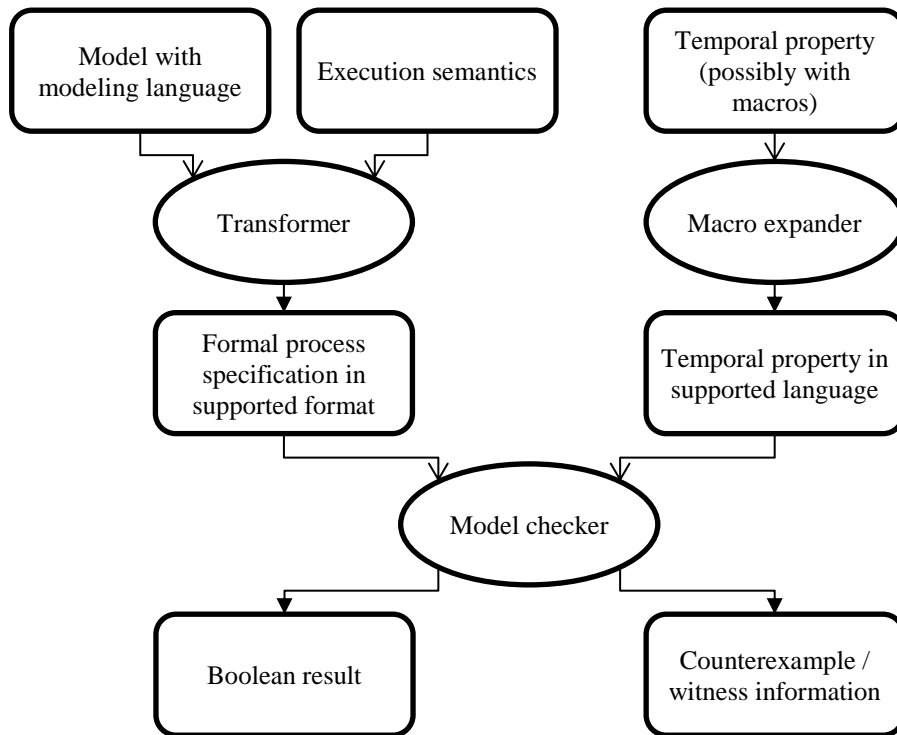 Model with
modeling language
Execution semantics
Temporal property
(possibly with
macros)
Transformer
Macro expander
Formal process
specification in
supported format
Temporal property in
supported language
Model checker
Boolean result
Counterexample /
witness information